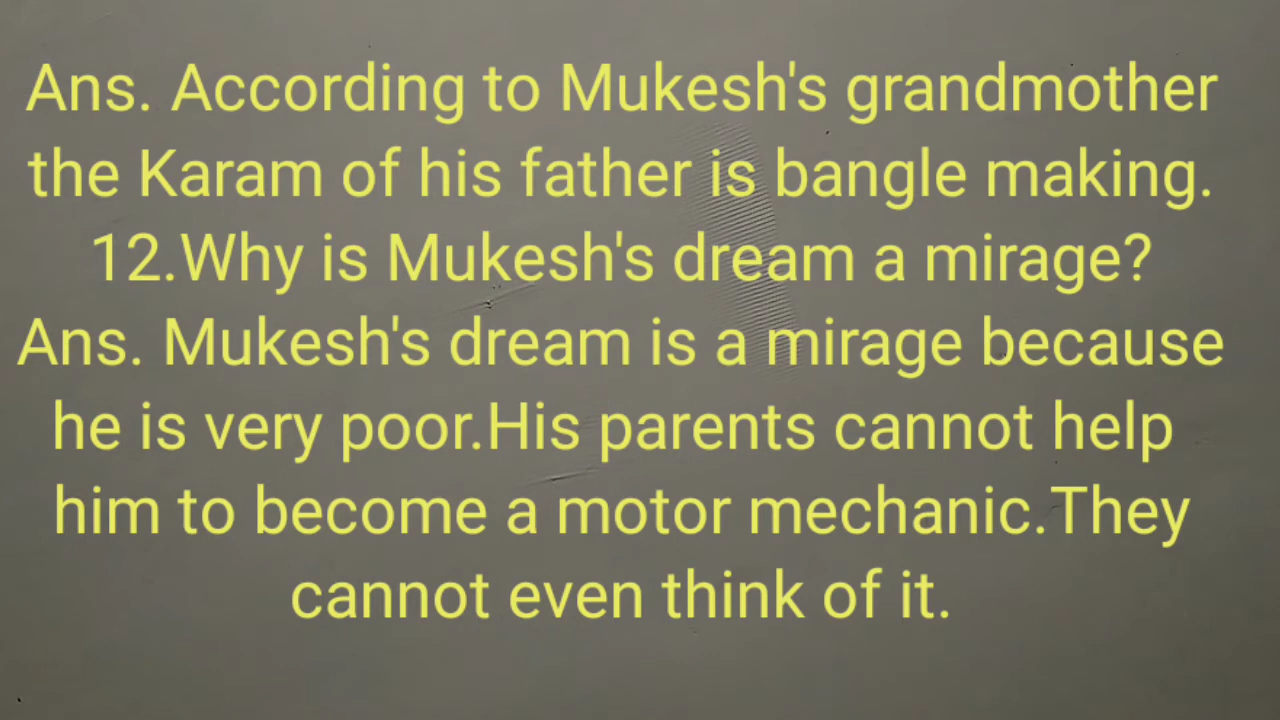 Ans. According to Mukesh's grandmother
the Karam of his father is bangle making.
12.Why is Mukesh's dream a mirage?
Ans. Mukesh's dream is a mirage because
he is very poor.His parents cannot help
him to become a motor mechanic.They
cannot even think of it.